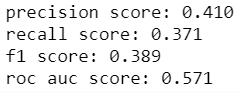 precision score: 0.410
recall score: 0.371
f1 score: 0.389
roc auc score: 0.571